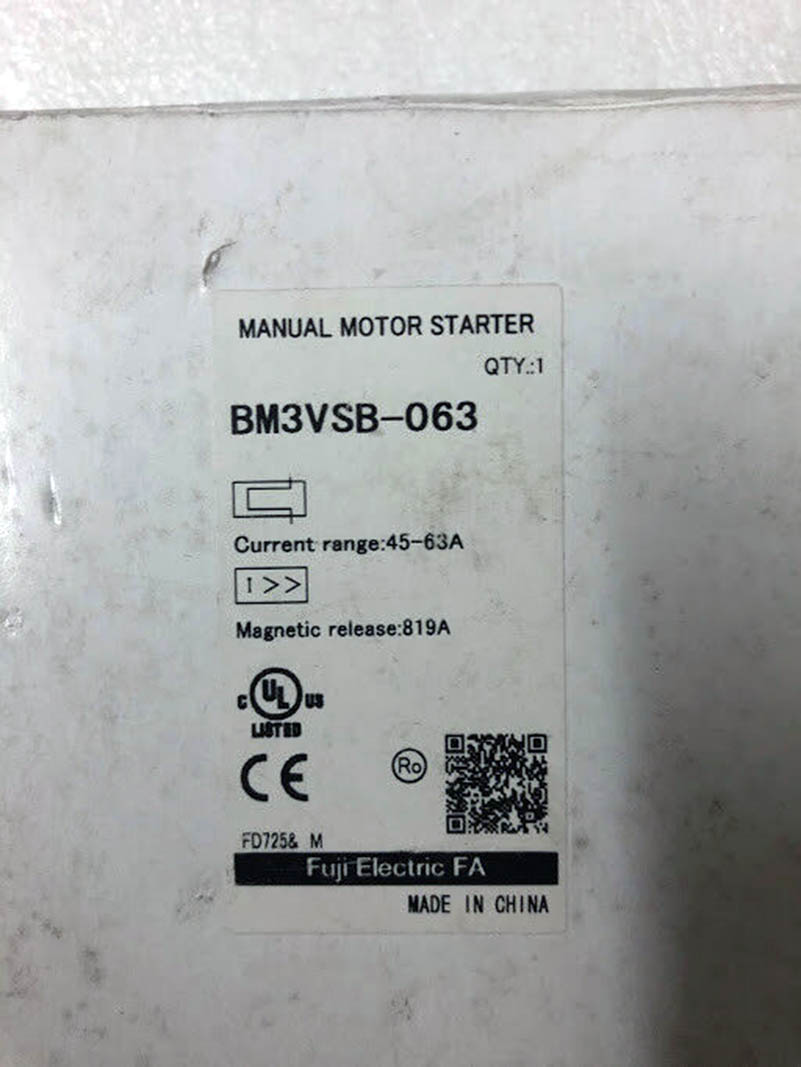 MANUAL MOTOR STARTER
QTY.:1
BM3VSB-063
Current range:45-63A
I >>
Magnetic release:819A
C UL US
LISTED
CE
Ro
FD725& M
Fuji Electric FA
MADE IN CHINA